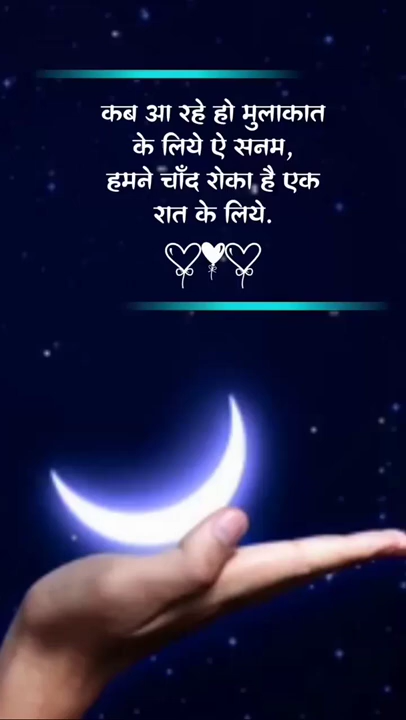 कब आ रहे हो मुलाकात
के लिये ऐ सनम,
हमने चाँद रोका है एक
रात के लिये.